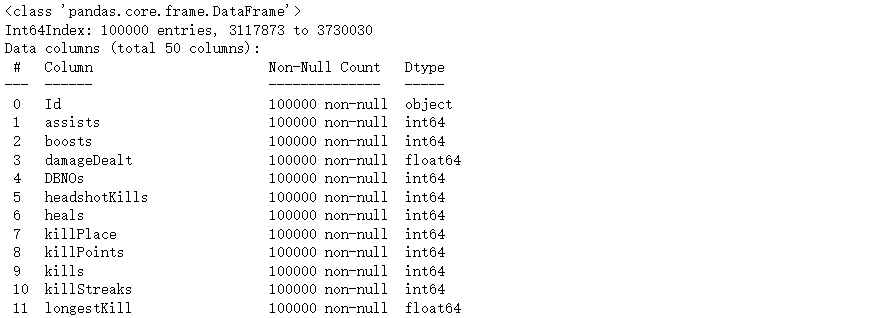 <class 'pandas.core.frame.DataFrame'>
Int64Index: 100000 entries, 3117873 to 3730030
Data columns (total 50 columns):
 #   Column                 Non-Null Count   Dtype
---  ------                 --------------   -----
 0   Id                     100000 non-null  object
 1   assists                100000 non-null  int64
 2   boosts                 100000 non-null  int64
 3   damageDealt            100000 non-null  float64
 4   DBNOs                  100000 non-null  int64
 5   headshotKills          100000 non-null  int64
 6   heals                  100000 non-null  int64
 7   killPlace              100000 non-null  int64
 8   killPoints             100000 non-null  int64
 9   kills                  100000 non-null  int64
 10  killStreaks            100000 non-null  int64
 11  longestKill            100000 non-null  float64